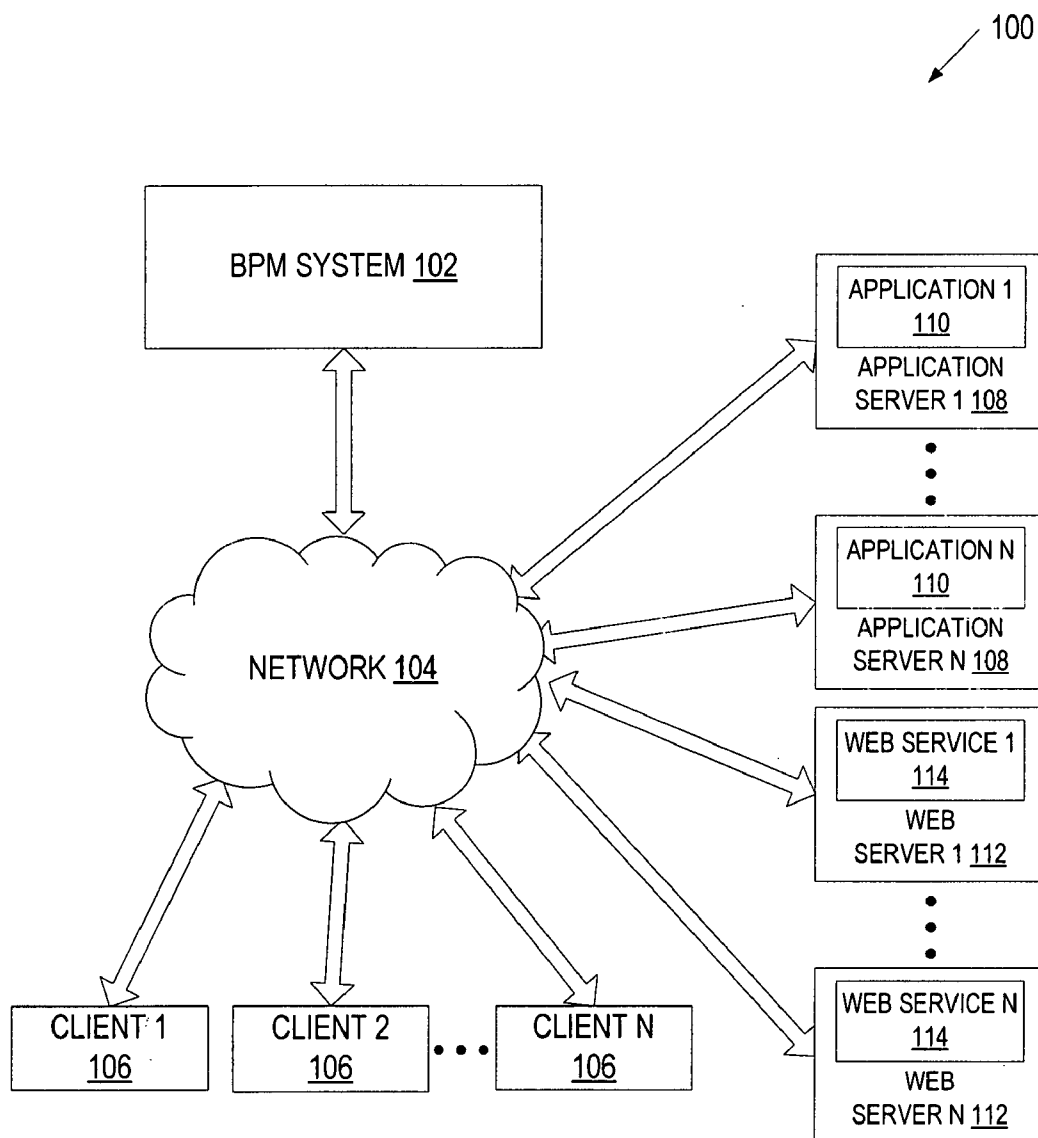 100
BPM SYSTEM 102
APPLICATION 1
110
APPLICATION
SERVER 1 108
APPLICATION N
110
APPLICATION
SERVER N 108
NETWORK 104
WEB SERVICE 1
114
WEB
SERVER 1 112
WEB SERVICE N
114
WEB
SERVER N 112
CLIENT 1
106
CLIENT 2
106
CLIENT N
106